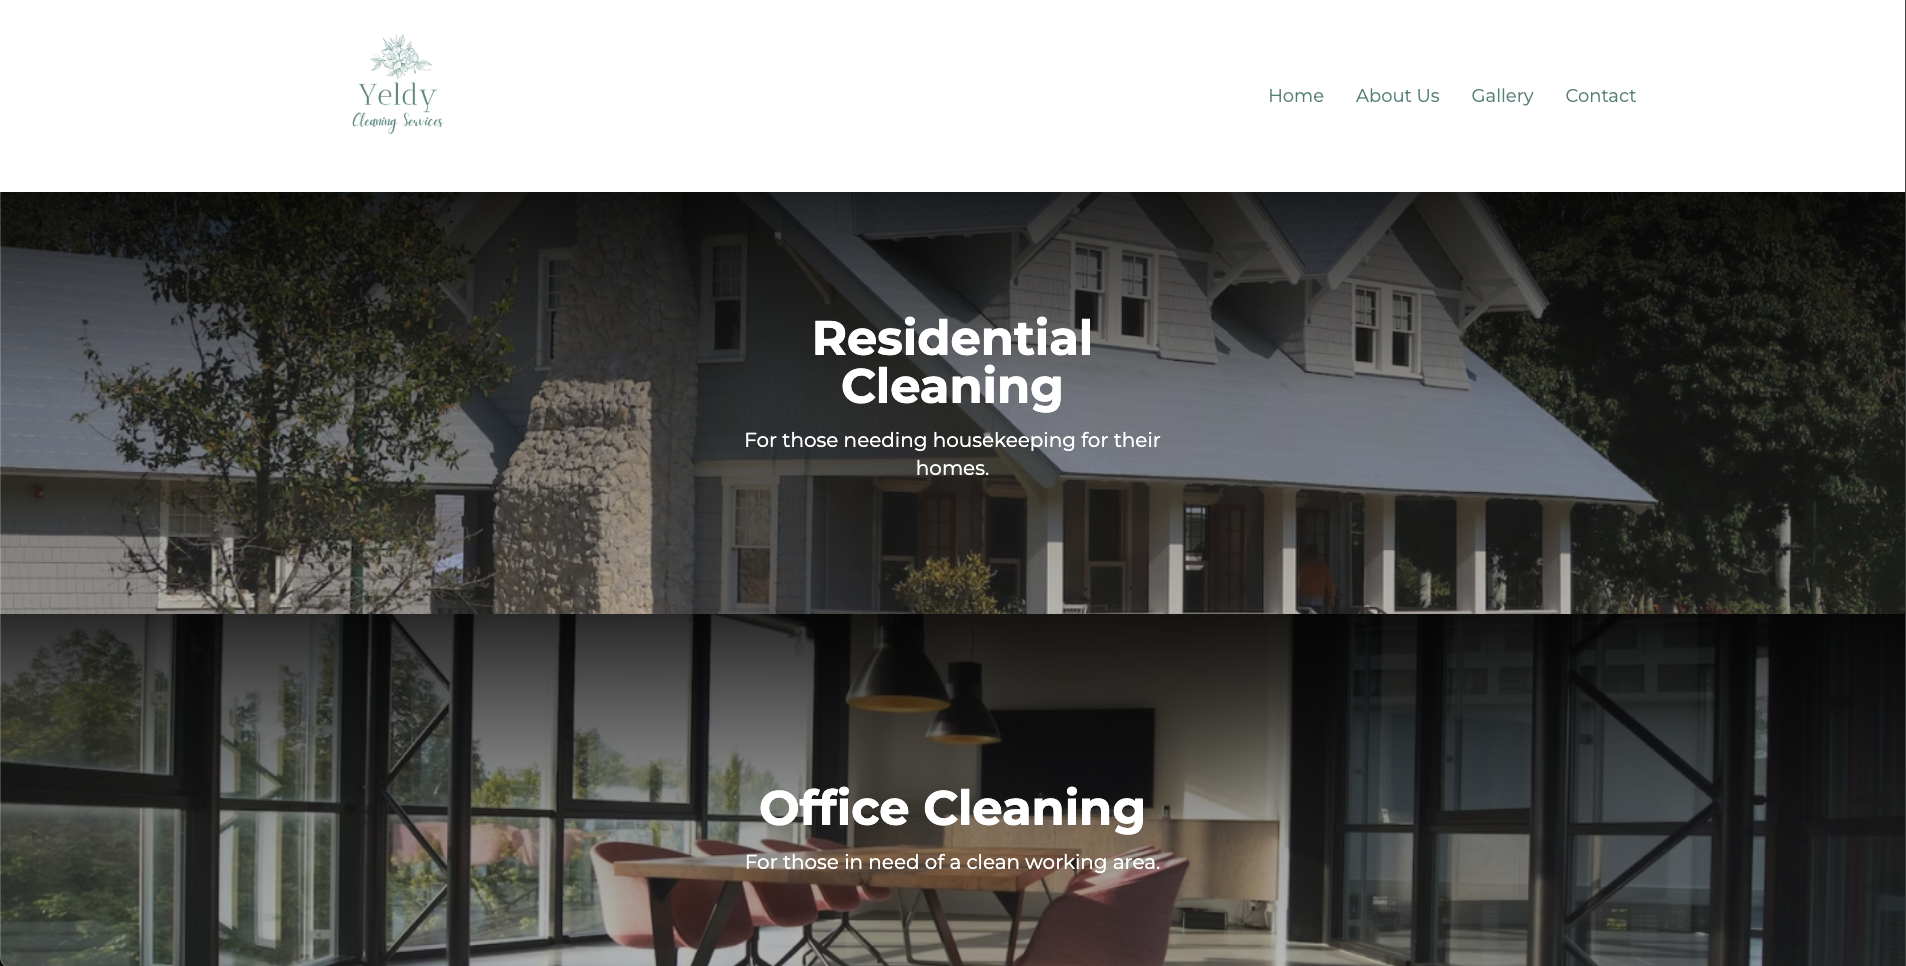 Yeldy
Cleaning Services
Home About Us Gallery Contact
Residential
Cleaning
For those needing housekeeping for their
homes.
Office Cleaning
For those in need of a clean working area.